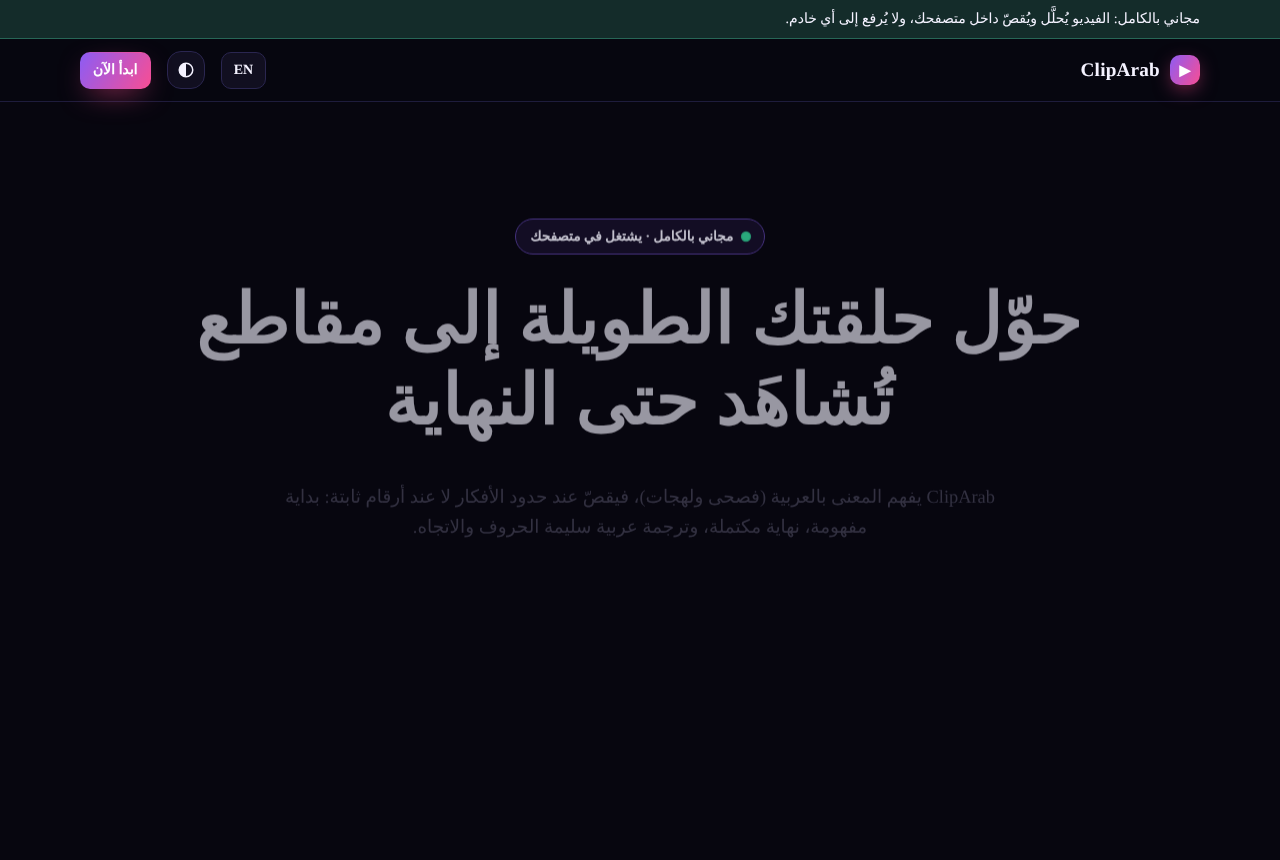 مجاني بالكامل: الفيديو يُحلَّل ويُقصّ داخل متصفحك، ولا يُرفع إلى أي خادم.
ClipArab
EN
ابدأ الآن
مجاني بالكامل · يشتغل في متصفحك
حوّل حلقتك الطويلة إلى مقاطع
تُشاهَد حتى النهاية
ClipArab يفهم المعنى بالعربية (فصحى ولهجات)، فيقصّ عند حدود الأفكار لا عند أرقام ثابتة: بداية
مفهومة، نهاية مكتملة، وترجمة عربية سليمة الحروف والاتجاه.